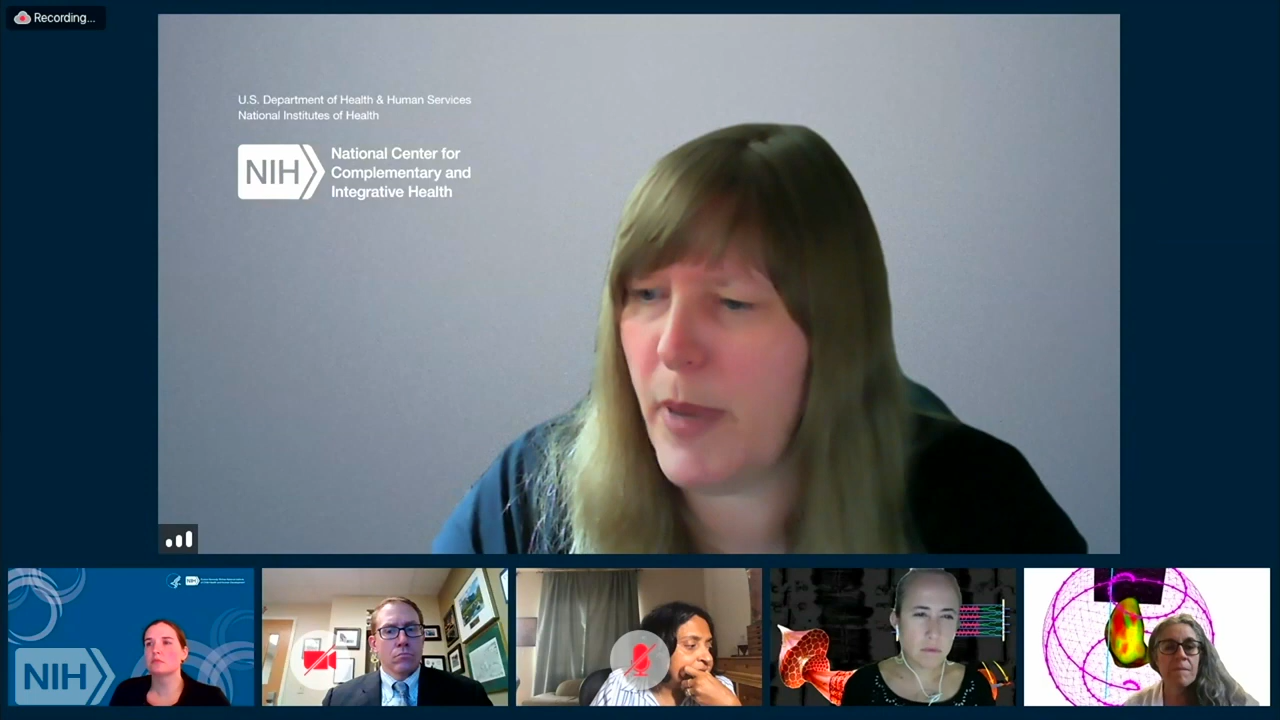 Recording...
U.S. Department of Health & Human Services
National Institutes of Health
NIH
National Center for
Complementary and
Integrative Health
NIH
NIH